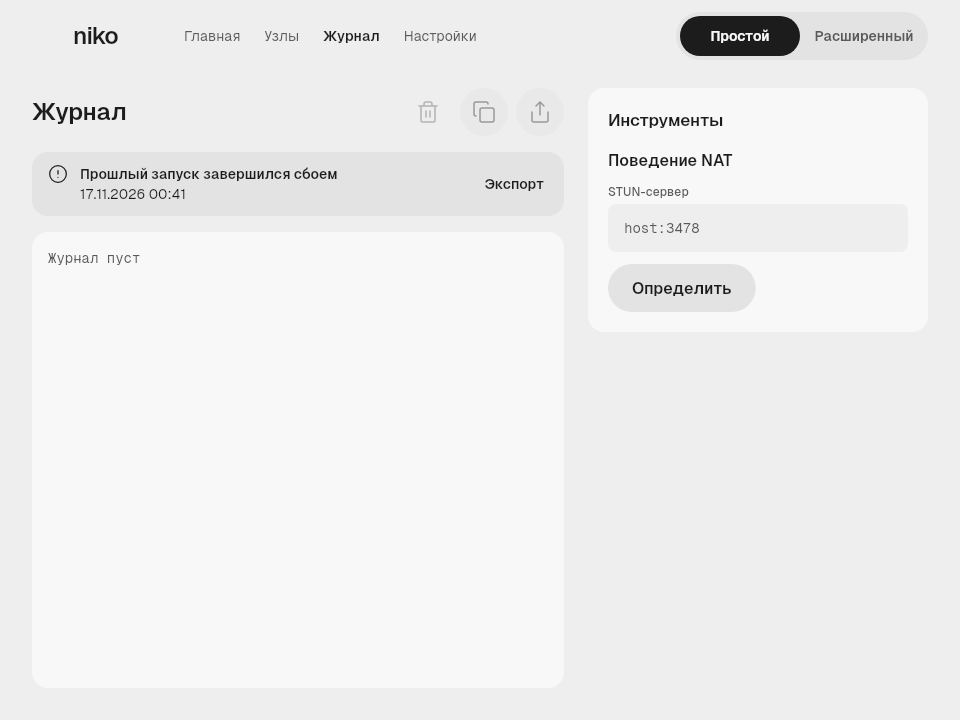 niko
Главная
Узлы
Журнал
Настройки
Простой
Расширенный
Журнал
Прошлый запуск завершился сбоем
17.11.2026 00:41
Экспорт
Журнал пуст
Инструменты
Поведение NAT
STUN-сервер
host:3478
Определить